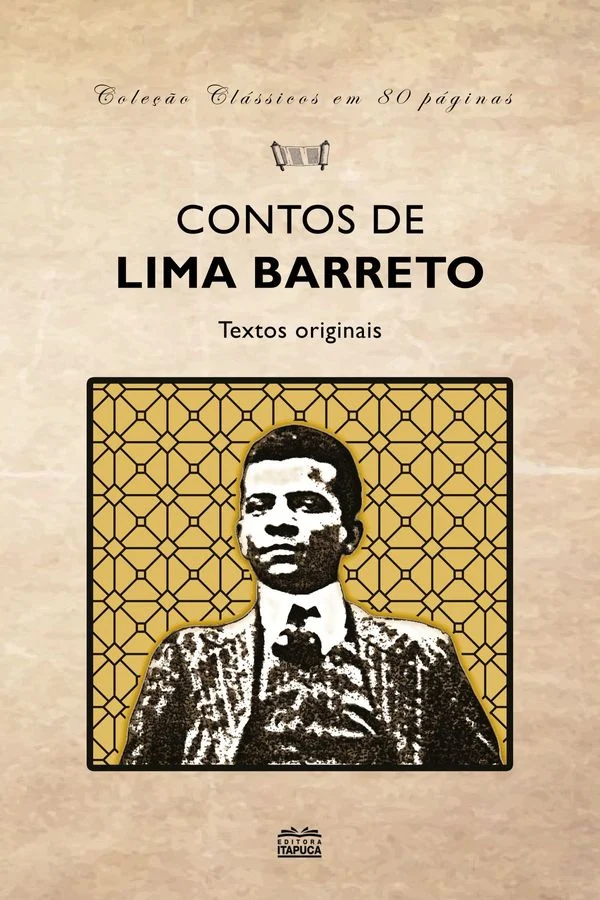 Coleção Clássicos em 80 páginas
CONTOS DE
LIMA BARRETO
Textos originais
EDITORA
ITAPUCA